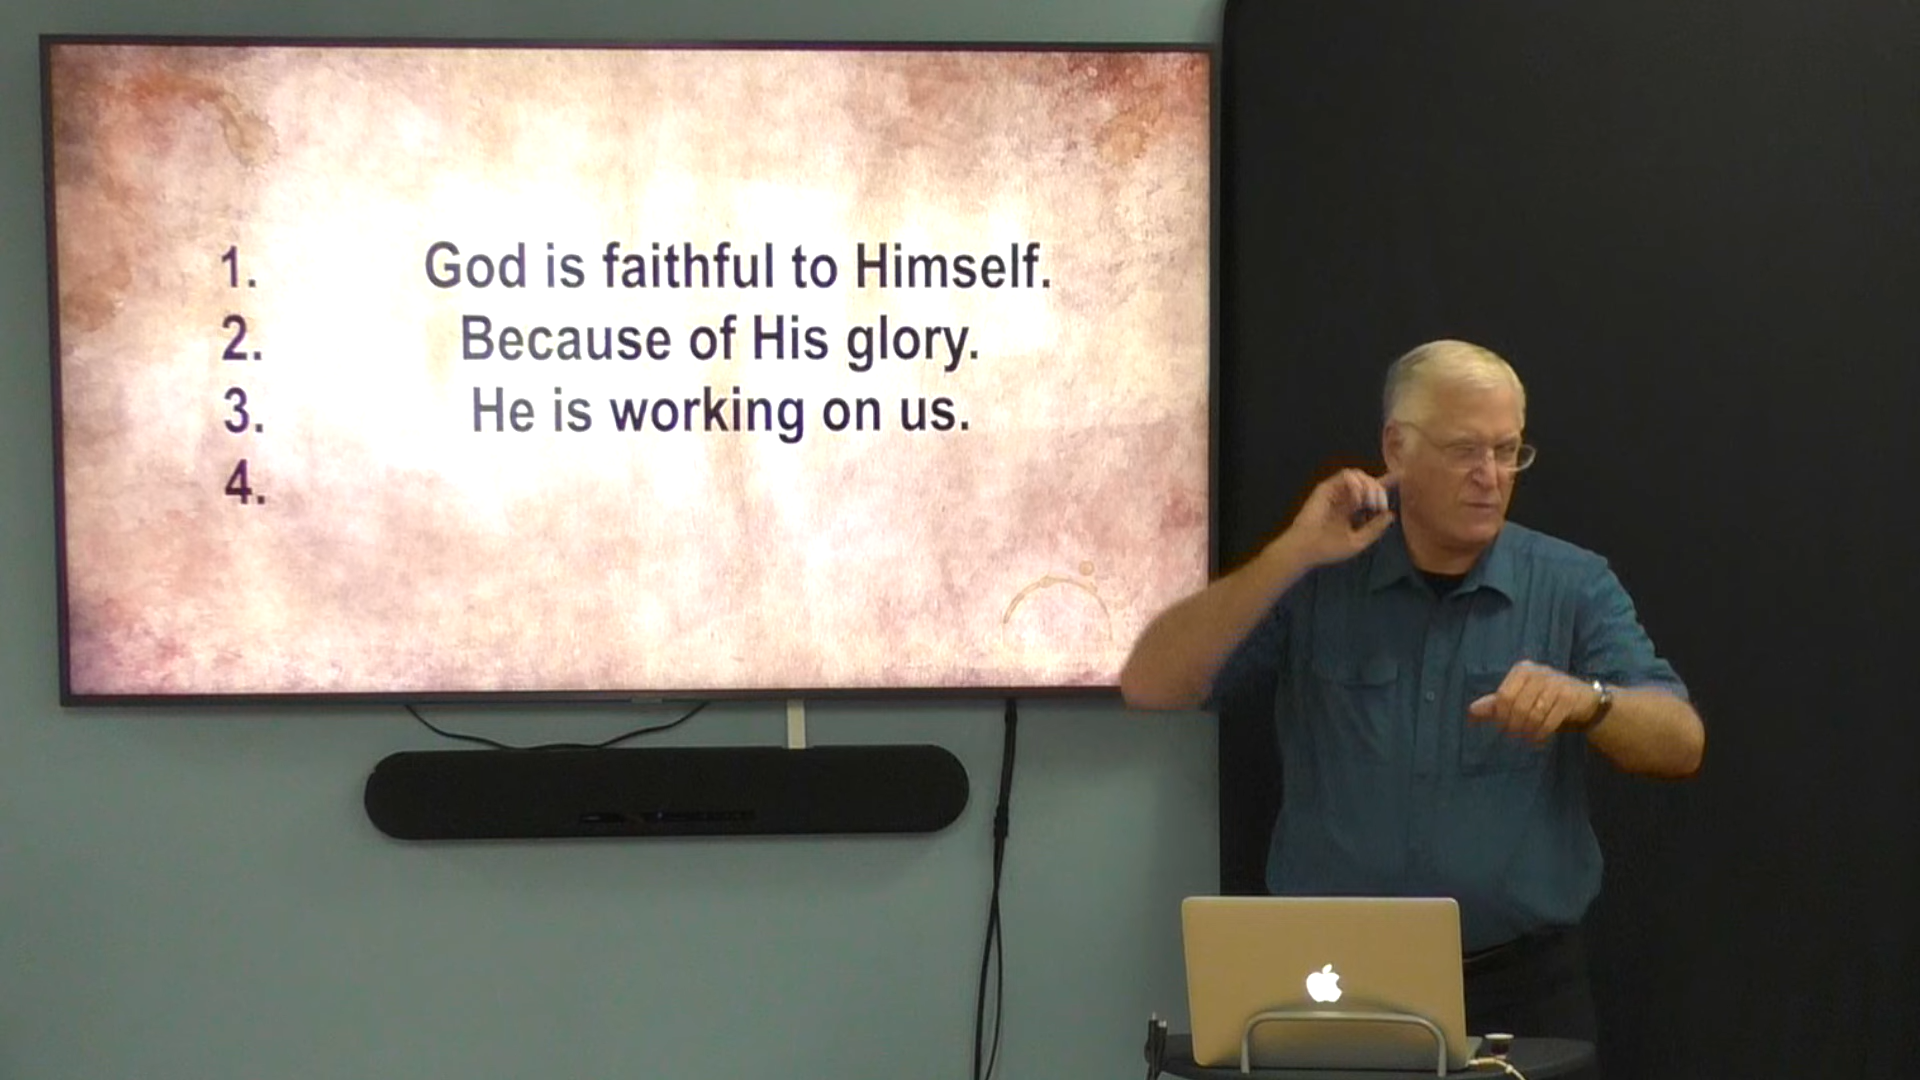 1. God is faithful to Himself.
2. Because of His glory.
3. He is working on us.
4.